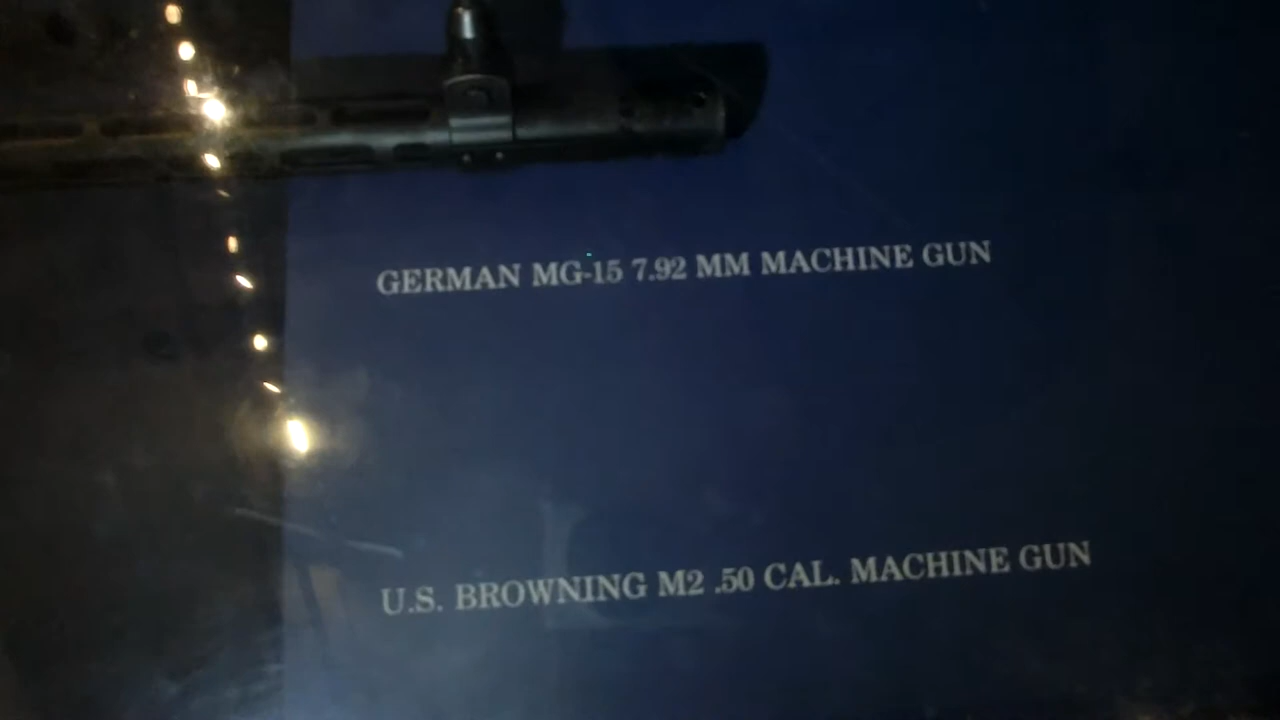 GERMAN MG-15 7.92 MM MACHINE GUN
U.S. BROWNING M2 .50 CAL. MACHINE GUN